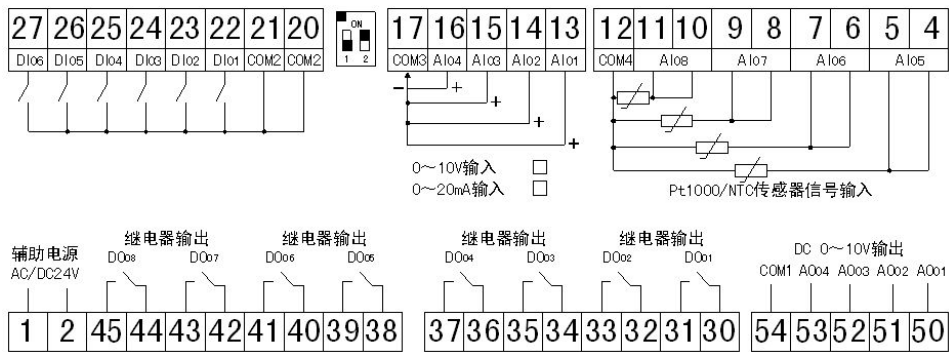 27 26 25 24 23 22 21 20 ON 17 16 15 14 13 12 11 10 9 8 7 6 5 4
DI06 DI05 DI04 DI03 DI02 DI01 COM2 COM2 1 2 COM3 AI04 AI03 AI02 AI01 COM4 AI08 AI07 AI06 AI05
- +
+
+
+
0~10V输入
0~20mA输入
Pt1000/NTC传感器信号输入
辅助电源 继电器输出 继电器输出 继电器输出 继电器输出 DC 0~10V输出
AC/DC24V DO08 DO07 DO06 DO05 DO04 DO03 DO02 DO01 COM1 AO04 AO03 AO02 AO01
1 2 45 44 43 42 41 40 39 38 37 36 35 34 33 32 31 30 54 53 52 51 50